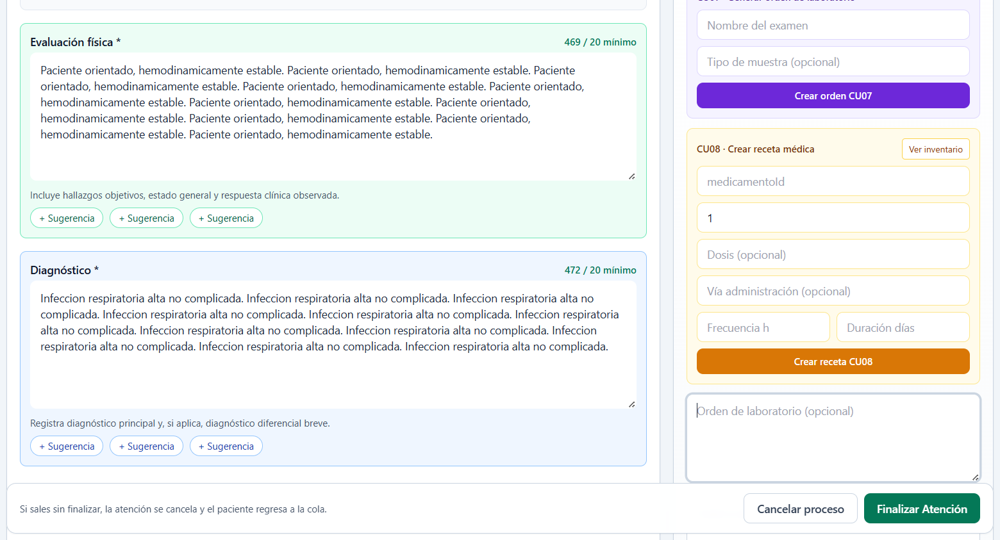 Evaluación física *
469 / 20 mínimo
Paciente orientado, hemodinamicamente estable. Paciente orientado, hemodinamicamente estable. Paciente
orientado, hemodinamicamente estable. Paciente orientado, hemodinamicamente estable. Paciente orientado,
hemodinamicamente estable. Paciente orientado, hemodinamicamente estable. Paciente orientado,
hemodinamicamente estable. Paciente orientado, hemodinamicamente estable. Paciente orientado,
hemodinamicamente estable. Paciente orientado, hemodinamicamente estable.
Incluye hallazgos objetivos, estado general y respuesta clínica observada.
+ Sugerencia
+ Sugerencia
+ Sugerencia
Diagnóstico *
472 / 20 mínimo
Infeccion respiratoria alta no complicada. Infeccion respiratoria alta no complicada. Infeccion respiratoria alta no
complicada. Infeccion respiratoria alta no complicada. Infeccion respiratoria alta no complicada. Infeccion respiratoria
alta no complicada. Infeccion respiratoria alta no complicada. Infeccion respiratoria alta no complicada. Infeccion
respiratoria alta no complicada. Infeccion respiratoria alta no complicada. Infeccion respiratoria alta no complicada.
Registra diagnóstico principal y, si aplica, diagnóstico diferencial breve.
+ Sugerencia
+ Sugerencia
+ Sugerencia
Nombre del examen
Tipo de muestra (opcional)
Crear orden CU07
CU08 · Crear receta médica
Ver inventario
medicamentoId
1
Dosis (opcional)
Vía administración (opcional)
Frecuencia h
Duración días
Crear receta CU08
Orden de laboratorio (opcional)
Si sales sin finalizar, la atención se cancela y el paciente regresa a la cola.
Cancelar proceso
Finalizar Atención